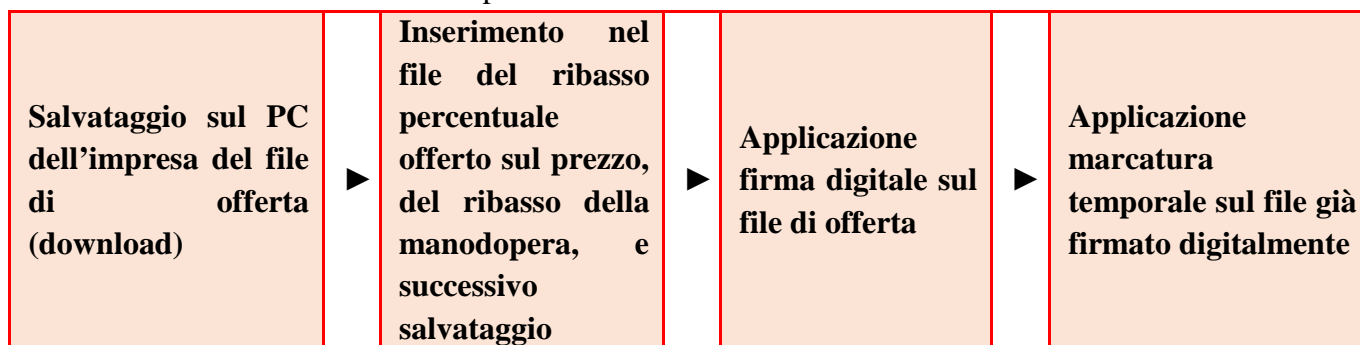 Salvataggio sul PC
dell'impresa del file
di offerta
(download)
►
Inserimento nel
file del ribasso
percentuale
offerto sul prezzo,
del ribasso della
manodopera, e
successivo
salvataggio
►
Applicazione
firma digitale sul
file di offerta
►
Applicazione
marcatura
temporale sul file già
firmato digitalmente